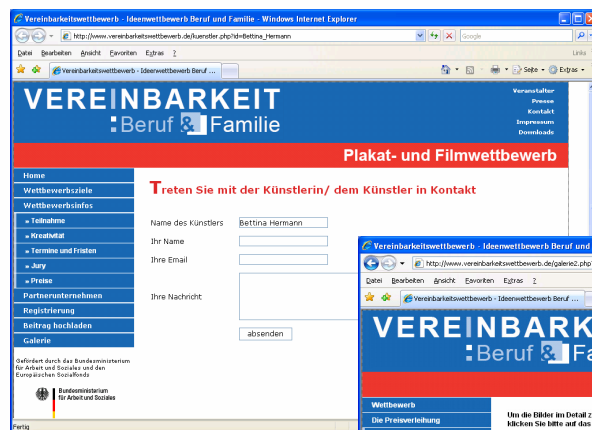 Vereinbarkeitswettbewerb - Ideenwettbewerb Beruf und Familie - Windows Internet Explorer
http://www.vereinbarkeitswettbewerb.de/kuenstler.php?id=Bettina_Hermann
Google
Datei Bearbeiten Ansicht Favoriten Extras ?
Links
Vereinbarkeitswettbewerb - Ideenwettbewerb Beruf ...
Seite Extras
VEREINBARKEIT
Beruf & Familie
Veranstalter
Presse
Kontakt
Impressum
Downloads
Plakat- und Filmwettbewerb
Home
Wettbewerbsziele
Wettbewerbsinfos
» Teilnahme
» Kreativität
» Termine und Fristen
» Jury
» Preise
Partnerunternehmen
Registrierung
Beitrag hochladen
Galerie
Gefördert durch das Bundesministerium
für Arbeit und Soziales und den
Europäischen Sozialfonds
Bundesministerium
für Arbeit und Soziales
Fertig
Treten Sie mit der Künstlerin/ dem Künstler in Kontakt
Name des Künstlers Bettina Hermann
Ihr Name
Ihre Email
Ihre Nachricht
absenden
Vereinbarkeitswettbewerb - Ideenwettbewerb Beruf und
http://www.vereinbarkeitswettbewerb.de/galerie2.php?
Datei Bearbeiten Ansicht Favoriten Extras ?
Vereinbarkeitswettbewerb - Ideenwettbewerb Beruf ...
VEREINBARK
Beruf & Fa
Wettbewerb
Die Preisverleihung
Um die Bilder im Detail z
klicken Sie bitte auf das